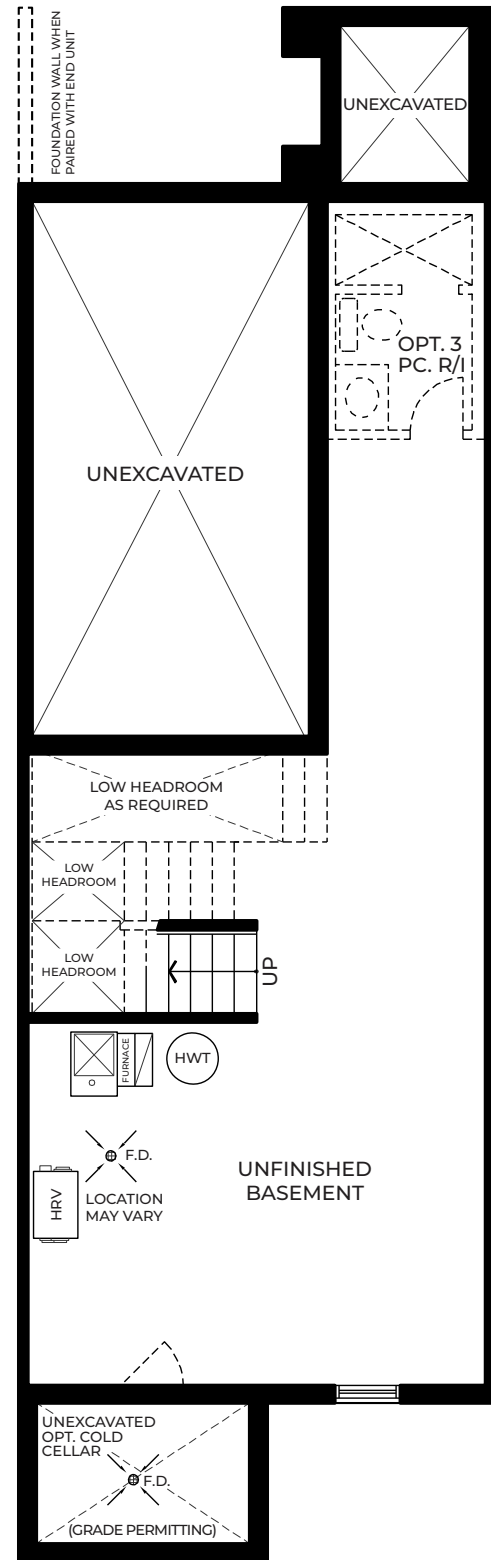 FOUNDATION WALL WHEN
PAIRED WITH END UNIT
UNEXCAVATED
OPT. 3
PC. R/I
UNEXCAVATED
LOW HEADROOM
AS REQUIRED
LOW
HEADROOM
LOW
HEADROOM
UP
FURNACE
HWT
F.D.
HRV
LOCATION
MAY VARY
UNFINISHED
BASEMENT
UNEXCAVATED
OPT. COLD
CELLAR
F.D.
(GRADE PERMITTING)